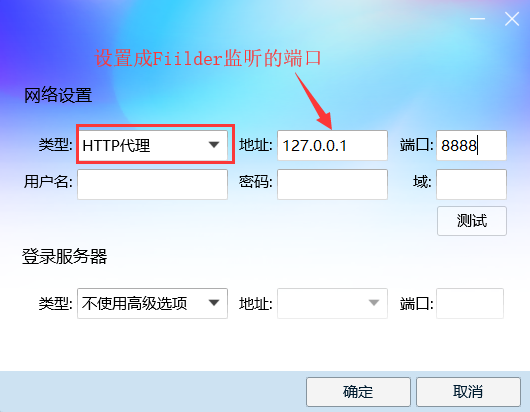 设置成Fiilder监听的端口
网络设置
类型: HTTP代理 地址: 127.0.0.1 端口: 8888
用户名: 密码: 域:
测试
登录服务器
类型: 不使用高级选项 地址: 端口:
确定 取消